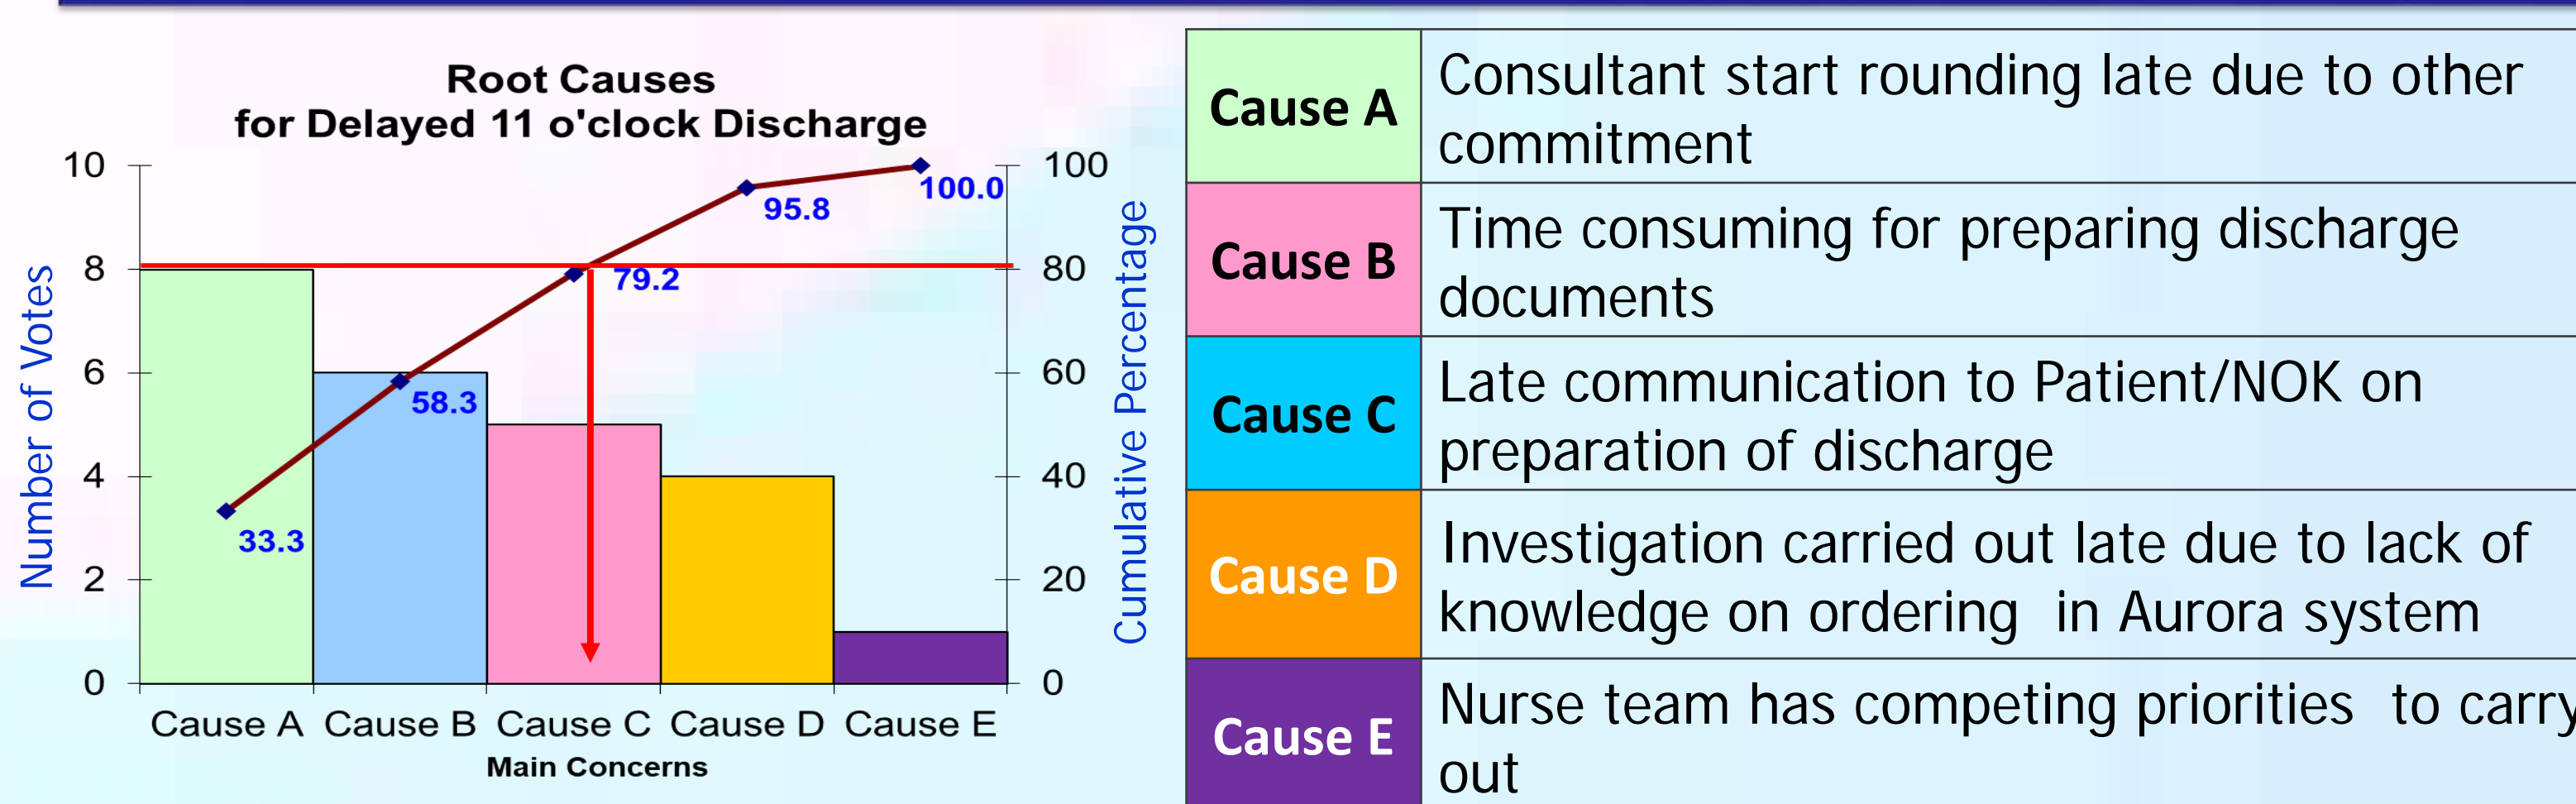 Root Causes
for Delayed 11 o'clock Discharge
Number of Votes
10
8
6
4
2
0
33.3
58.3
79.2
95.8
100.0
100
80
60
40
20
0
Cumulative Percentage
Cause A Cause B Cause C Cause D Cause E
Main Concerns
Cause A
Consultant start rounding late due to other
commitment
Cause B
Time consuming for preparing discharge
documents
Cause C
Late communication to Patient/NOK on
preparation of discharge
Cause D
Investigation carried out late due to lack of
knowledge on ordering in Aurora system
Cause E
Nurse team has competing priorities to carry
out